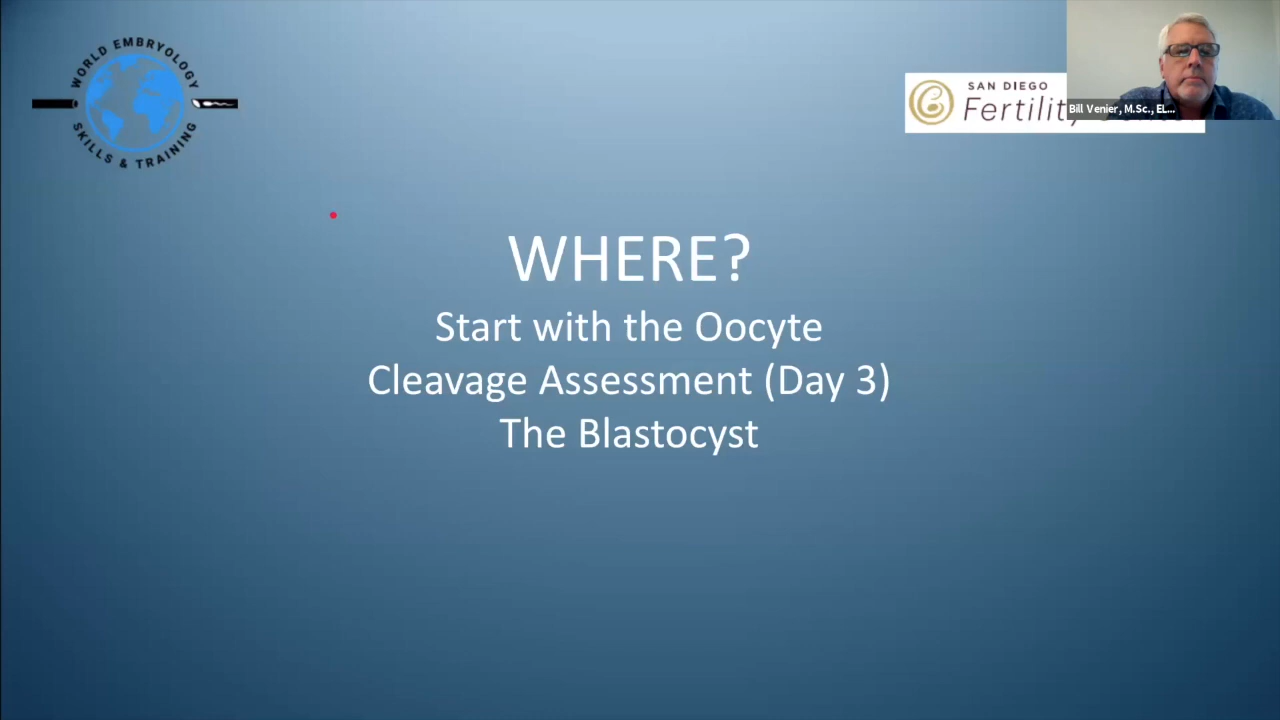 WORLD EMBRYOLOGY
SKILLS & TRAINING
SAN DIEGO
Fertility
Bill Venier, M.Sc., EL...
WHERE?
Start with the Oocyte
Cleavage Assessment (Day 3)
The Blastocyst